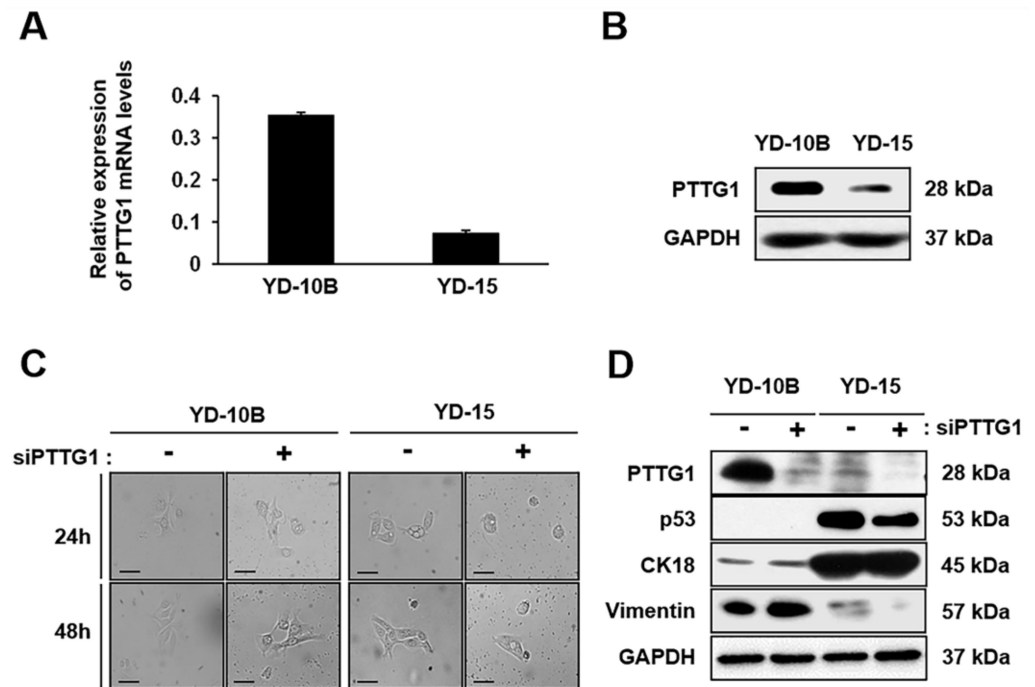 A
Relative expression
of PTTG1 mRNA levels
0.4
0.3
0.2
0.1
0
YD-10B YD-15
B
YD-10B YD-15
PTTG1 28 kDa
GAPDH 37 kDa
C
YD-10B YD-15
siPTTG1 : - + - +
24h
48h
D
YD-10B YD-15
- + - + : siPTTG1
PTTG1 28 kDa
p53 53 kDa
CK18 45 kDa
Vimentin 57 kDa
GAPDH 37 kDa